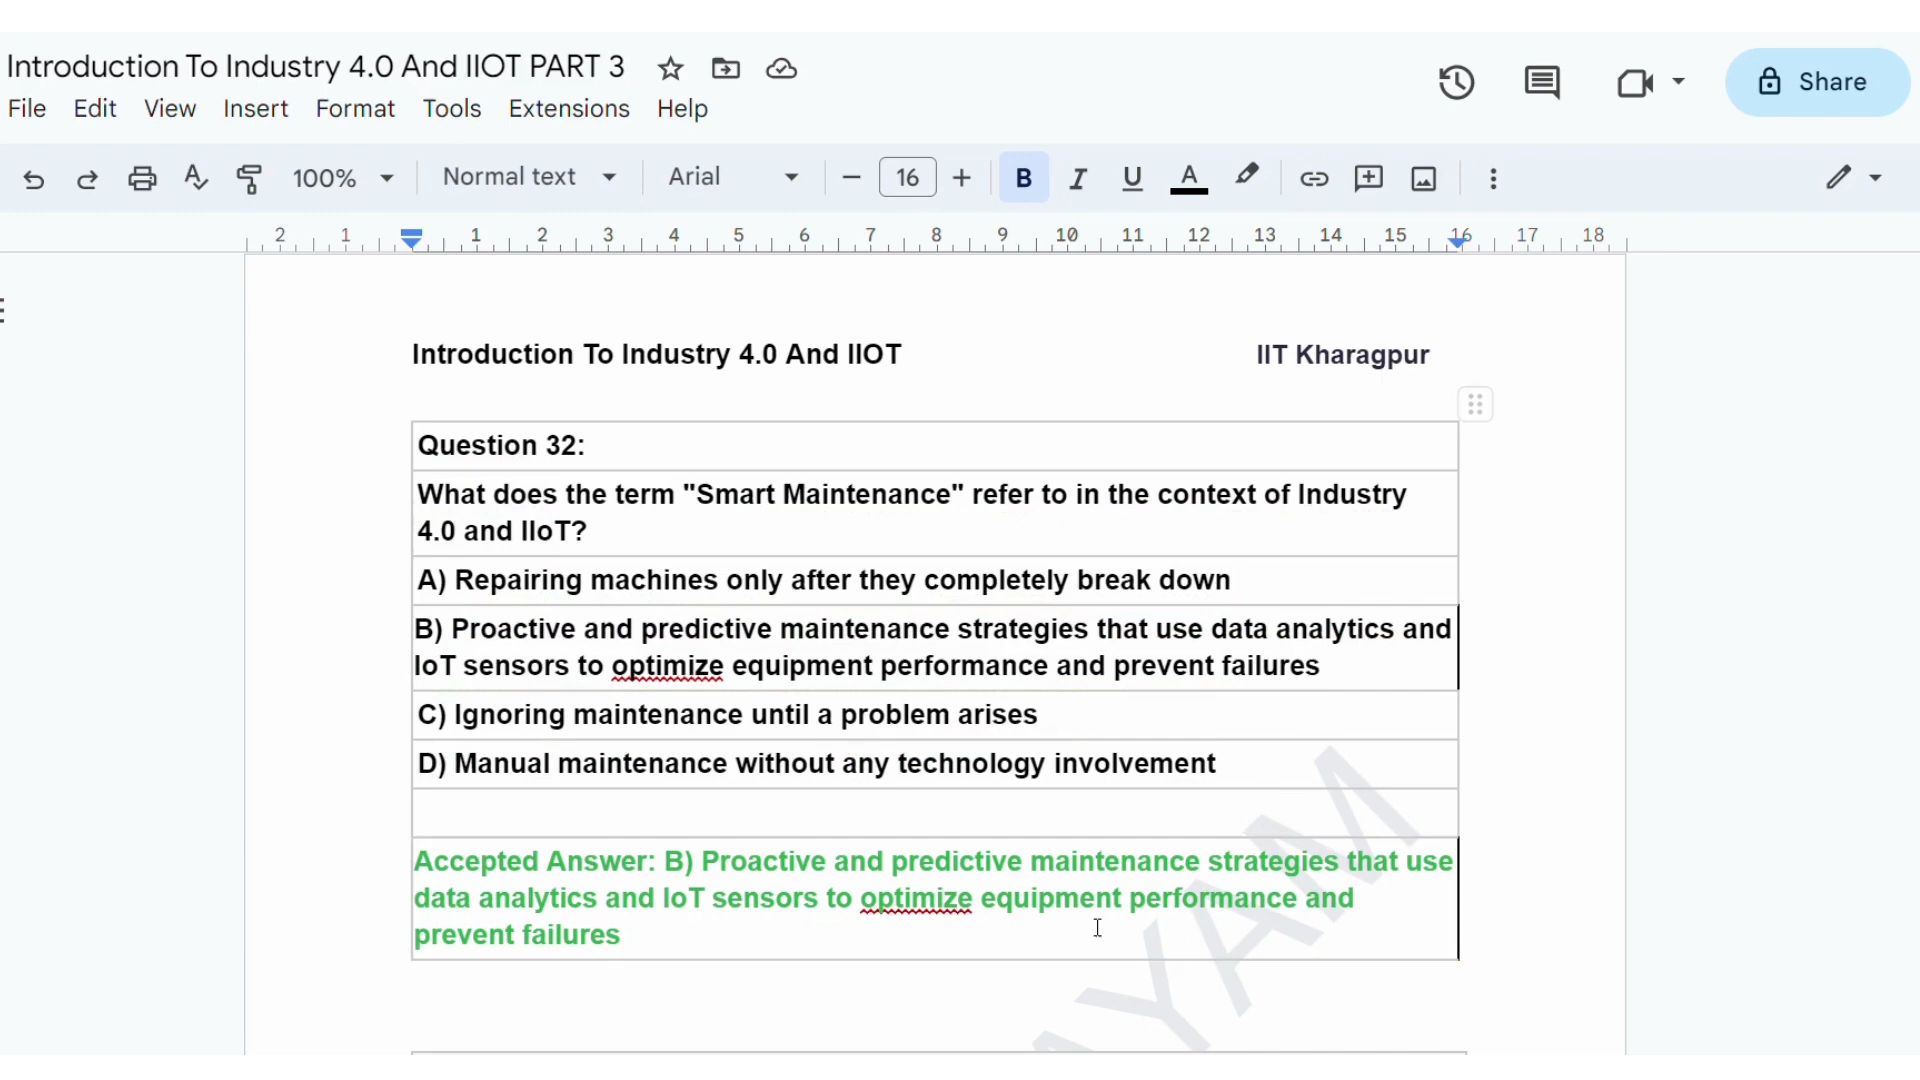 Introduction To Industry 4.0 And IIOT PART 3
File Edit View Insert Format Tools Extensions Help
Share
100% Normal text Arial 16 B I U A
2 1 1 2 3 4 5 6 7 8 9 10 11 12 13 14 15 16 17 18
Introduction To Industry 4.0 And IIOT IIT Kharagpur
Question 32:
What does the term "Smart Maintenance" refer to in the context of Industry
4.0 and IIoT?
A) Repairing machines only after they completely break down
B) Proactive and predictive maintenance strategies that use data analytics and
IoT sensors to optimize equipment performance and prevent failures
C) Ignoring maintenance until a problem arises
D) Manual maintenance without any technology involvement
Accepted Answer: B) Proactive and predictive maintenance strategies that use
data analytics and IoT sensors to optimize equipment performance and
prevent failures